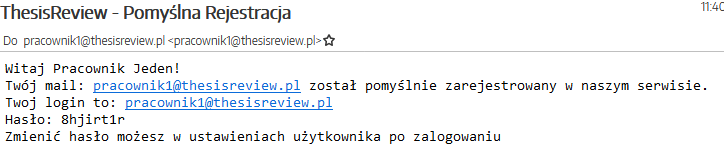 ThesisReview - Pomyślna Rejestracja
11:40
Do pracownik1@thesisreview.pl <pracownik1@thesisreview.pl>
Witaj Pracownik Jeden!
Twój mail: pracownik1@thesisreview.pl został pomyślnie zarejestrowany w naszym serwisie.
Twoj login to: pracownik1@thesisreview.pl
Hasło: 8hjirt1r
Zmienić hasło możesz w ustawieniach użytkownika po zalogowaniu